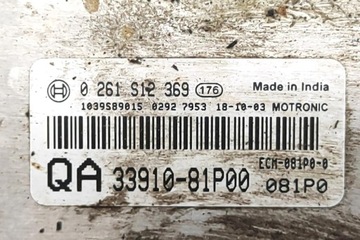 0 261 S12 369 176 Made in India
1039S89015 0292 7953 18-10-03 MOTRONIC
ECM-081P0-0
QA 33910-81P00 081P0